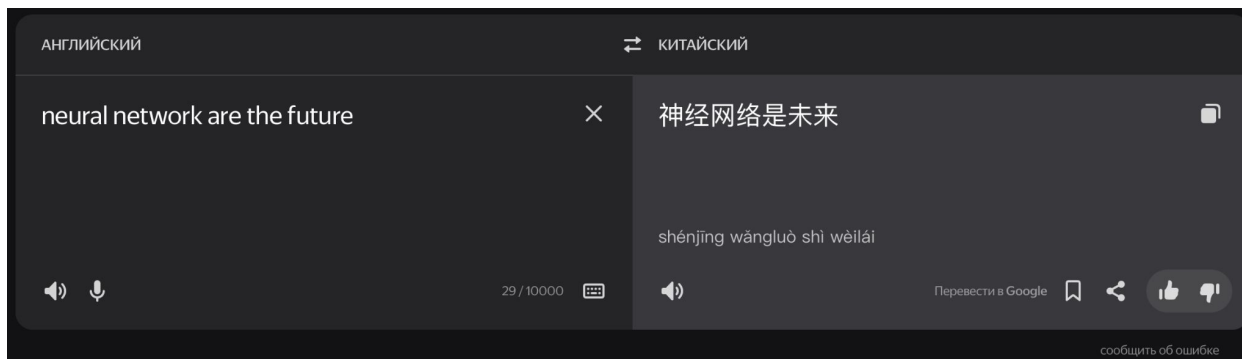 АНГЛИЙСКИЙ
КИТАЙСКИЙ
neural network are the future
神经网络是未来
shénjīng wǎngluò shì wèilái
29 / 10000
Перевести в Google
сообщить об ошибке